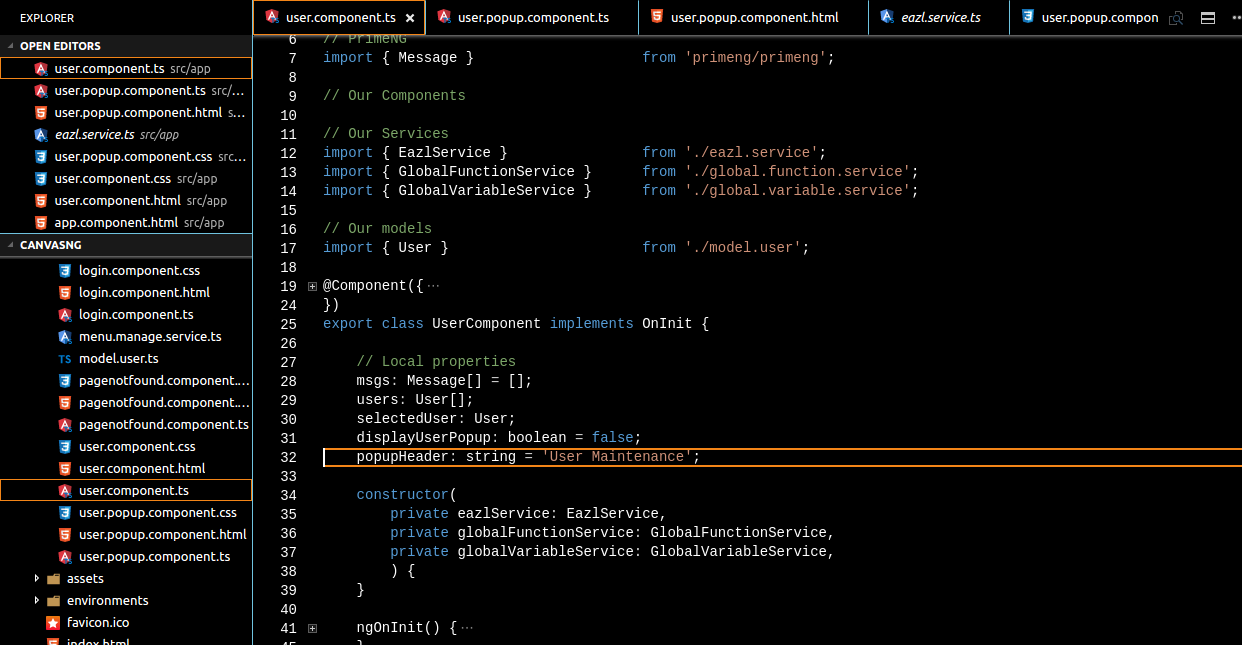 EXPLORER
OPEN EDITORS
user.component.ts src/app
user.popup.component.ts src/...
user.popup.component.html s...
eazl.service.ts src/app
user.popup.component.css src...
user.component.css src/app
user.component.html src/app
app.component.html src/app
CANVASNG
login.component.css
login.component.html
login.component.ts
menu.manage.service.ts
TS model.user.ts
pagenotfound.component....
pagenotfound.component....
pagenotfound.component.ts
user.component.css
user.component.html
user.component.ts
user.popup.component.css
user.popup.component.html
user.popup.component.ts
assets
environments
favicon.ico
index.html
user.component.ts ×
user.popup.component.ts
user.popup.component.html
eazl.service.ts
user.popup.compon
6 // PrimeNG
7 import { Message } from 'primeng/primeng';
8
9 // Our Components
10
11 // Our Services
12 import { EazlService } from './eazl.service';
13 import { GlobalFunctionService } from './global.function.service';
14 import { GlobalVariableService } from './global.variable.service';
15
16 // Our models
17 import { User } from './model.user';
18
19 @Component({...
24 })
25 export class UserComponent implements OnInit {
26
27 // Local properties
28 msgs: Message[] = [];
29 users: User[];
30 selectedUser: User;
31 displayUserPopup: boolean = false;
32 popupHeader: string = 'User Maintenance';
33
34 constructor(
35 private eazlService: EazlService,
36 private globalFunctionService: GlobalFunctionService,
37 private globalVariableService: GlobalVariableService,
38 ) {
39 }
40
41 ngOnInit() {...
45 }